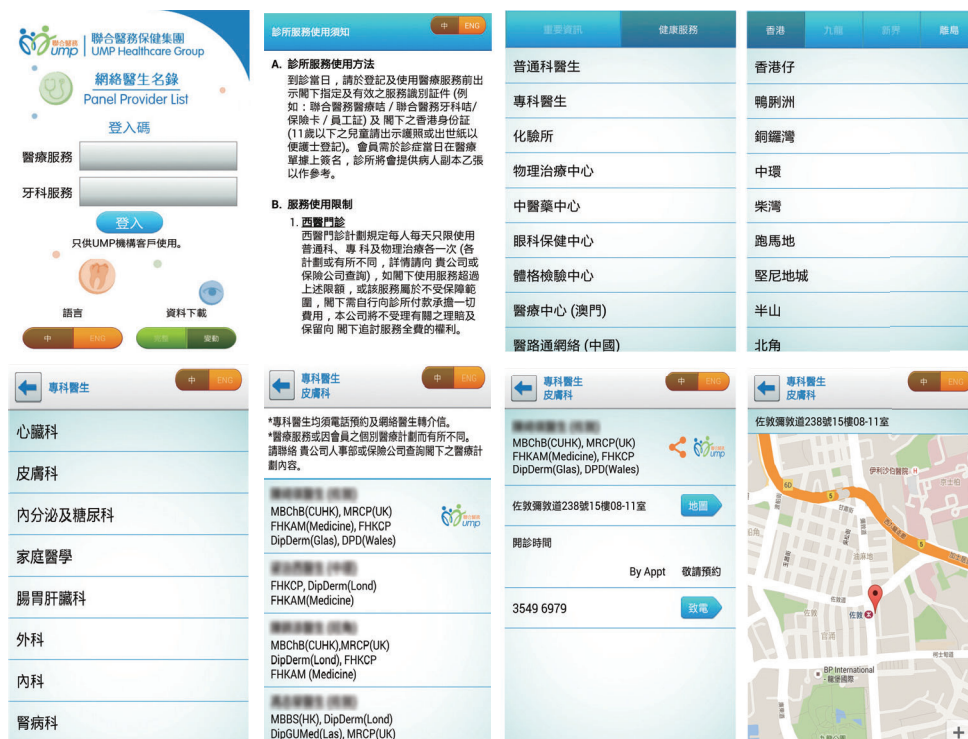 聯合醫務
ump
聯合醫務保健集團
UMP Healthcare Group
網絡醫生名錄
Panel Provider List
登入碼
醫療服務
牙科服務
登入
只供UMP機構客戶使用。
語言
資料下載
中
ENG
變動
診所服務使用須知
中
ENG
A. 診所服務使用方法
到診當日，請於登記及使用醫療服務前出
示閣下指定及有效之服務識別証件 (例
如：聯合醫務醫療咭 / 聯合醫務牙科咭/
保險卡 / 員工証) 及 閣下之香港身份証
(11歲以下之兒童請出示護照或出世紙以
便護士登記)。會員需於診症當日在醫療
單據上簽名，診所將會提供病人副本乙張
以作參考。
B. 服務使用限制
1. 西醫門診
西醫門診計劃規定每人每天只限使用
普通科、專 科及物理治療各一次 (各
計劃或有所不同，詳情請向 貴公司或
保險公司查詢)，如閣下使用服務超過
上述限額，或該服務屬於不受保障範
圍，閣下需自行向診所付款承擔一切
費用，本公司將不受理有關之理賠及
保留向 閣下追討服務全費的權利。
重要資訊
健康服務
普通科醫生
專科醫生
化驗所
物理治療中心
中醫藥中心
眼科保健中心
體格檢驗中心
醫療中心 (澳門)
醫路通網絡 (中國)
香港
九龍
新界
離島
香港仔
鴨脷洲
銅鑼灣
中環
柴灣
跑馬地
堅尼地城
半山
北角
專科醫生
中
ENG
心臟科
皮膚科
內分泌及糖尿科
家庭醫學
腸胃肝臟科
外科
內科
腎病科
專科醫生
皮膚科
中
ENG
*專科醫生均須電話預約及網絡醫生轉介信。
*醫療服務或因會員之個別醫療計劃而有所不同。
請聯絡 貴公司人事部或保險公司查詢閣下之醫療計
劃內容。
MBChB(CUHK), MRCP(UK)
FHKAM(Medicine), FHKCP
DipDerm(Glas), DPD(Wales)
ump
FHKCP, DipDerm(Lond)
FHKAM(Medicine)
MBChB(CUHK),MRCP(UK)
DipDerm(Lond), FHKCP
FHKAM (Medicine)
MBBS(HK), DipDerm(Lond)
DipGUMed(Las), MRCP(UK)
專科醫生
皮膚科
中
ENG
MBChB(CUHK), MRCP(UK)
FHKAM(Medicine), FHKCP
DipDerm(Glas), DPD(Wales)
ump
佐敦彌敦道238號15樓08-11室
地圖
開診時間
By Appt 敬請預約
3549 6979
致電
專科醫生
皮膚科
中
ENG
佐敦彌敦道238號15樓08-11室
伊利沙伯醫院
60
5
5
佐敦道
佐敦
佐敦
官涌
柯士甸道
BP International
- 龍堡國際
九龍公園
+